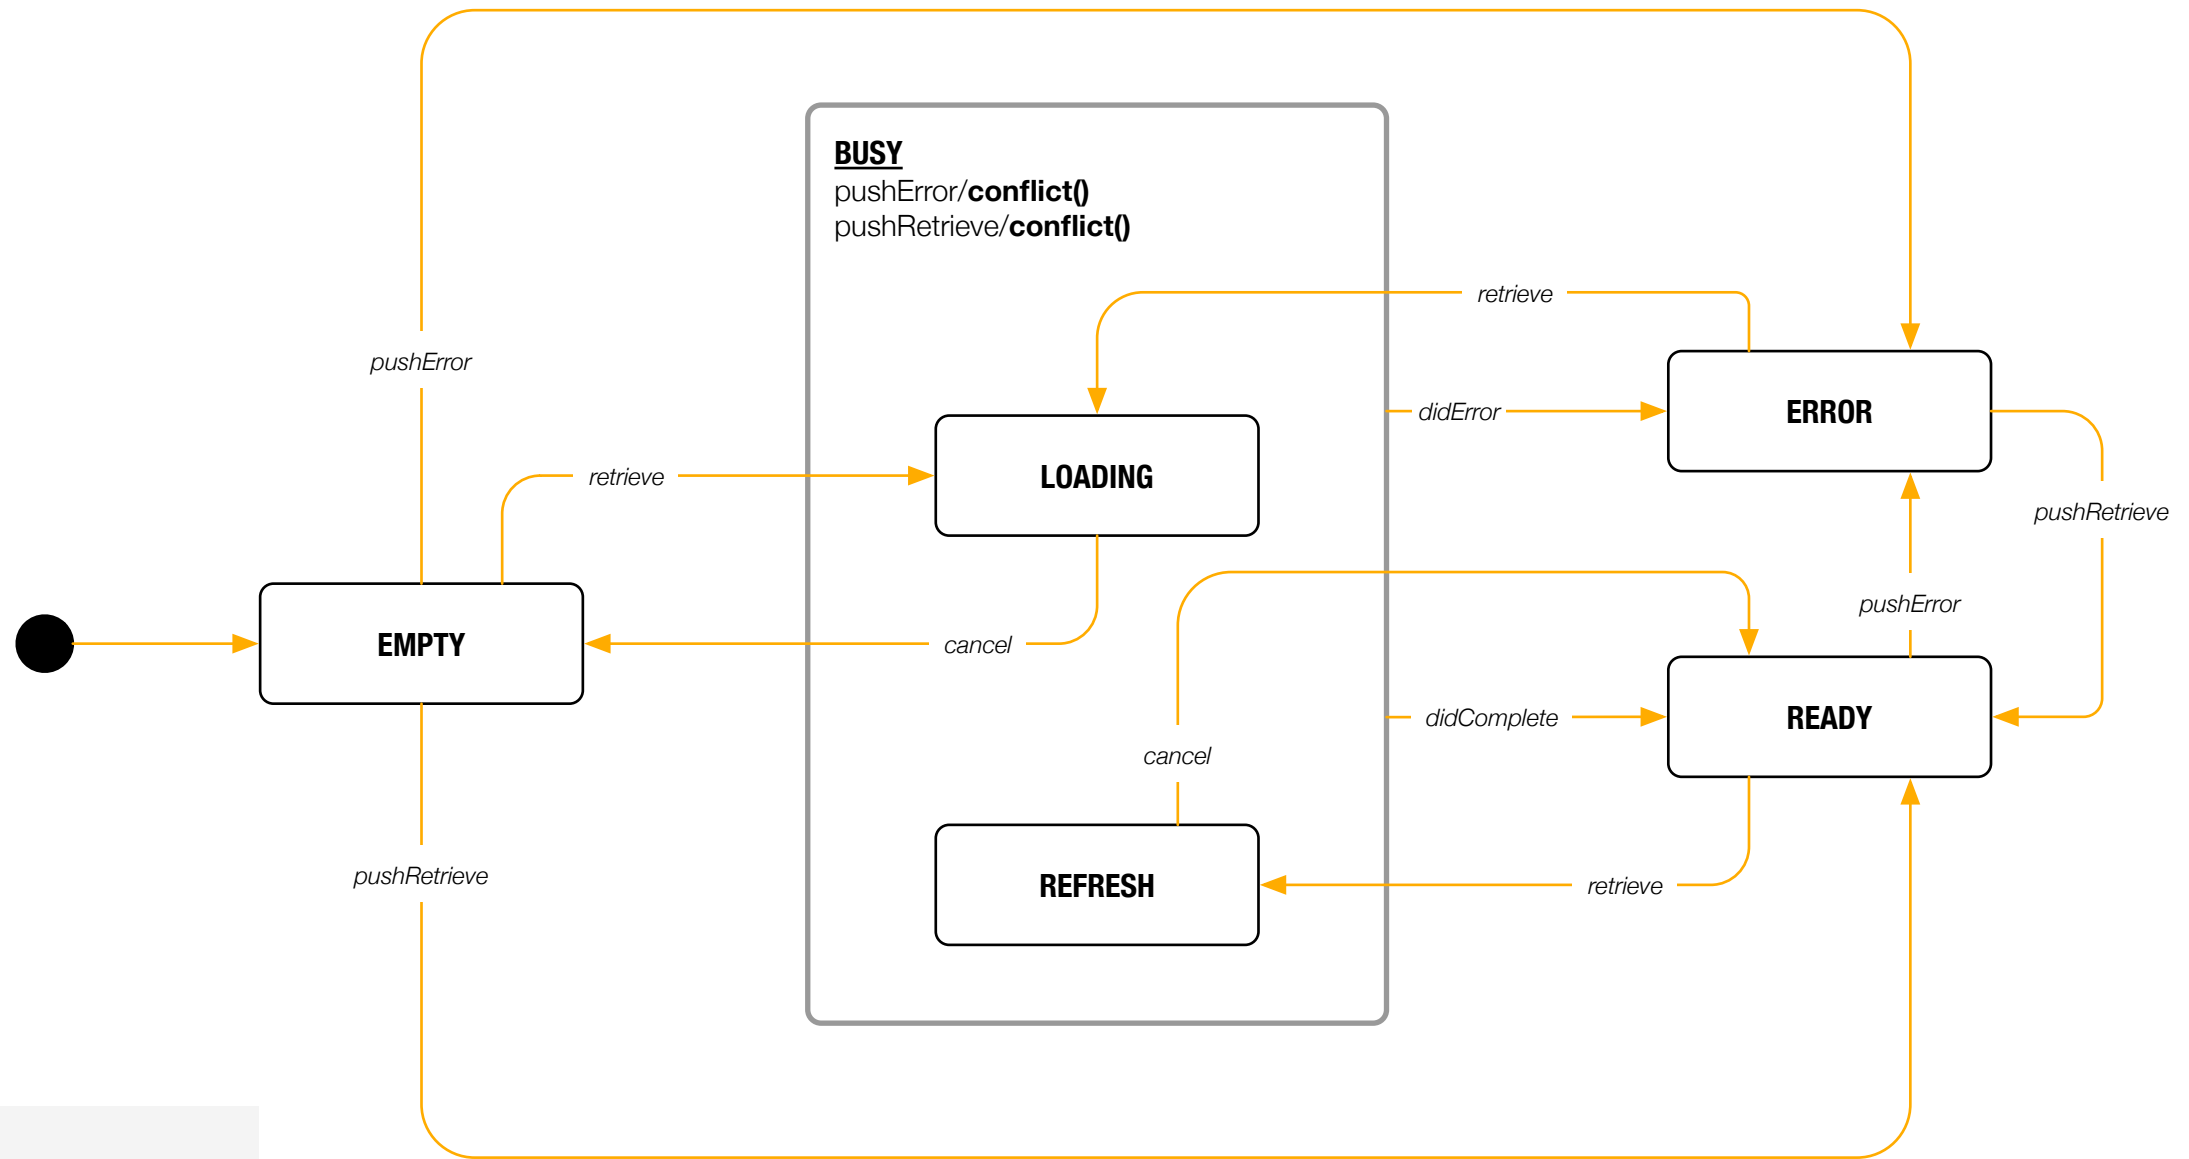 BUSY
pushError/conflict()
pushRetrieve/conflict()
retrieve
pushError
didError
ERROR
LOADING
retrieve
pushRetrieve
pushError
EMPTY
cancel
didComplete
READY
cancel
pushRetrieve
REFRESH
retrieve